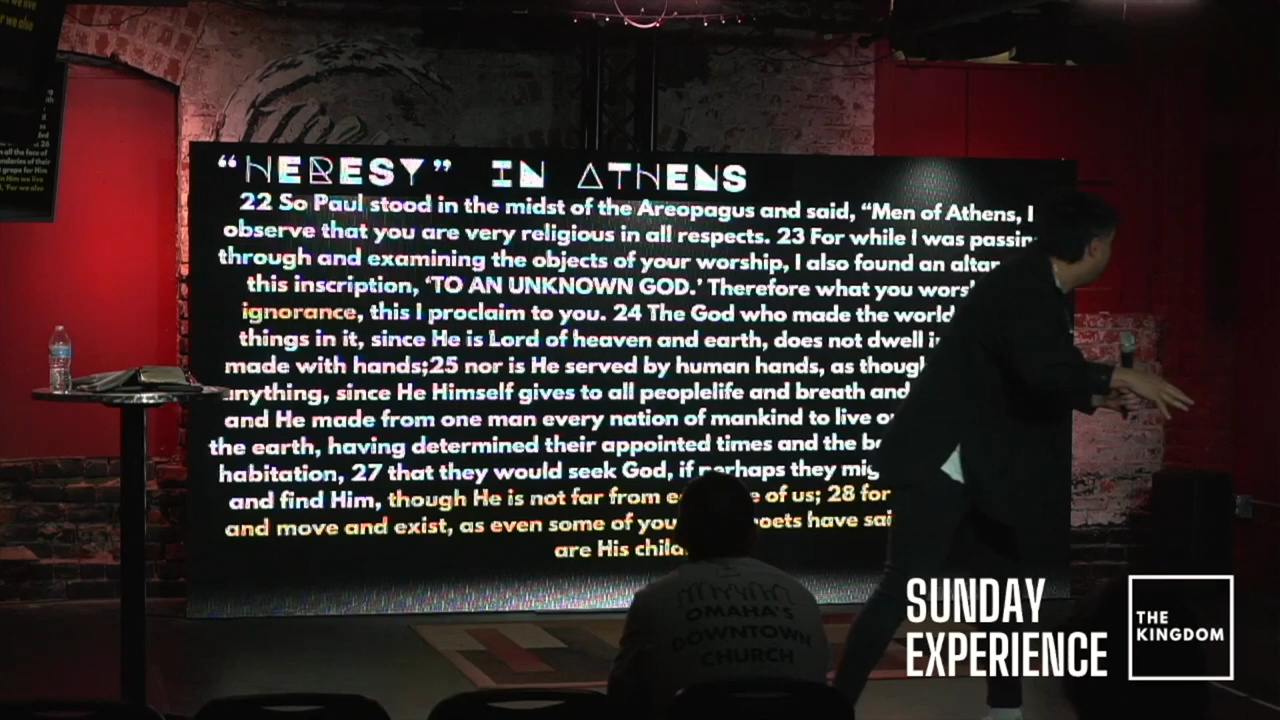 “HERESY” IN ATHENS
22 So Paul stood in the midst of the Areopagus and said, “Men of Athens, I
observe that you are very religious in all respects. 23 For while I was
through and examining the objects of your worship, I also found an altar
this inscription, ‘TO AN UNKNOWN GOD.’ Therefore what you
ignorance, this I proclaim to you. 24 The God who made the world
things in it, since He is Lord of heaven and earth, does not dwell
made with hands;25 nor is He served by human hands, as
anything, since He Himself gives to all peoplelife and breath and
and He made from one man every nation of mankind to live
the earth, having determined their appointed times and the
habitation, 27 that they would seek God, if perhaps they
and find Him, though He is not far from of us; 28 for
and move and exist, as even some of poets have
are His
OMAHA'S
DOWNTOWN
CHURCH
SUNDAY
EXPERIENCE
THE
KINGDOM